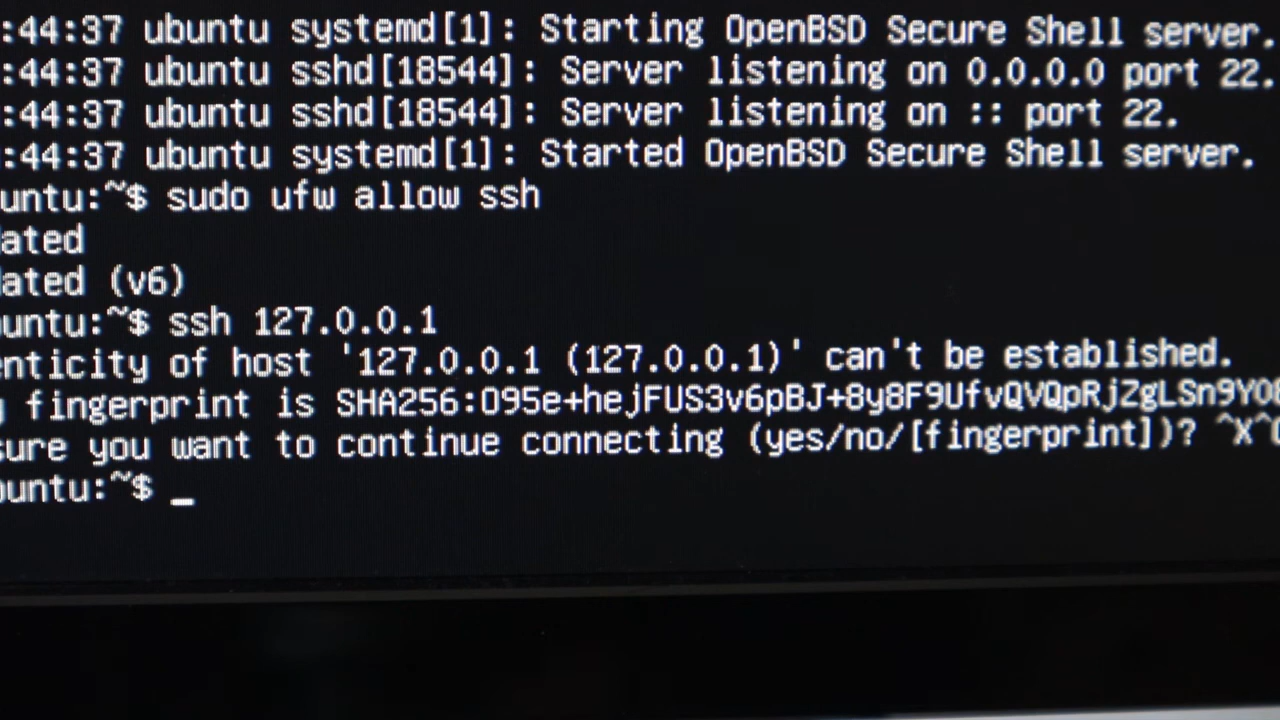 :44:37 ubuntu systemd[1]: Starting OpenBSD Secure Shell server.
:44:37 ubuntu sshd[18544]: Server listening on 0.0.0.0 port 22.
:44:37 ubuntu sshd[18544]: Server listening on :: port 22.
:44:37 ubuntu systemd[1]: Started OpenBSD Secure Shell server.
untu:~$ sudo ufw allow ssh
ated
ated (v6)
untu:~$ ssh 127.0.0.1
enticity of host '127.0.0.1 (127.0.0.1)' can't be established.
fingerprint is SHA256:O95e+hejFUS3v6pBJ+8y8F9UfvQVQpRjZgLSn9YO
sure you want to continue connecting (yes/no/[fingerprint])? ^X^
buntu:~$ _